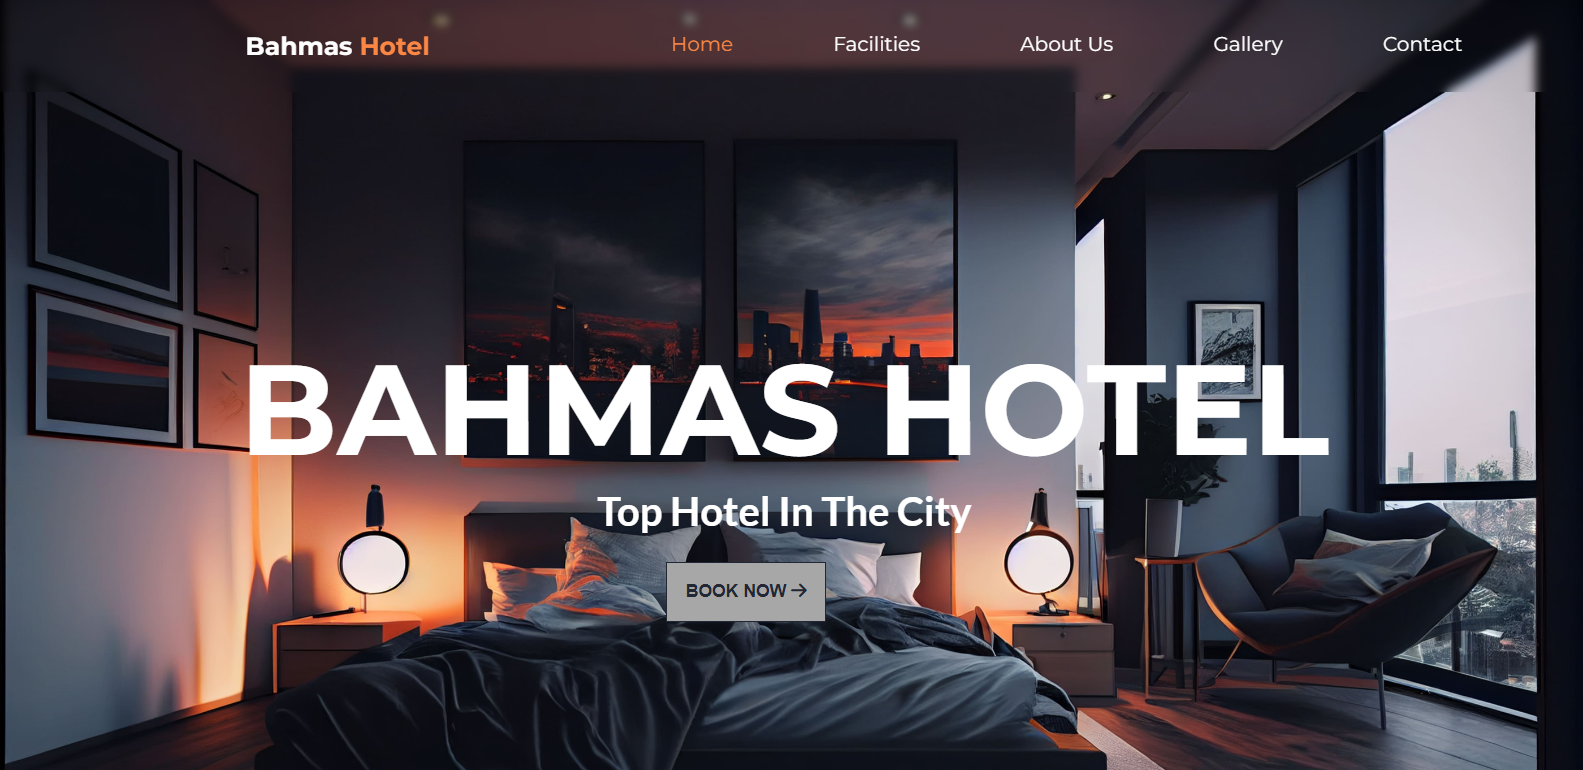 Bahmas Hotel
Home Facilities About Us Gallery Contact
BAHMAS HOTEL
Top Hotel In The City
BOOK NOW →